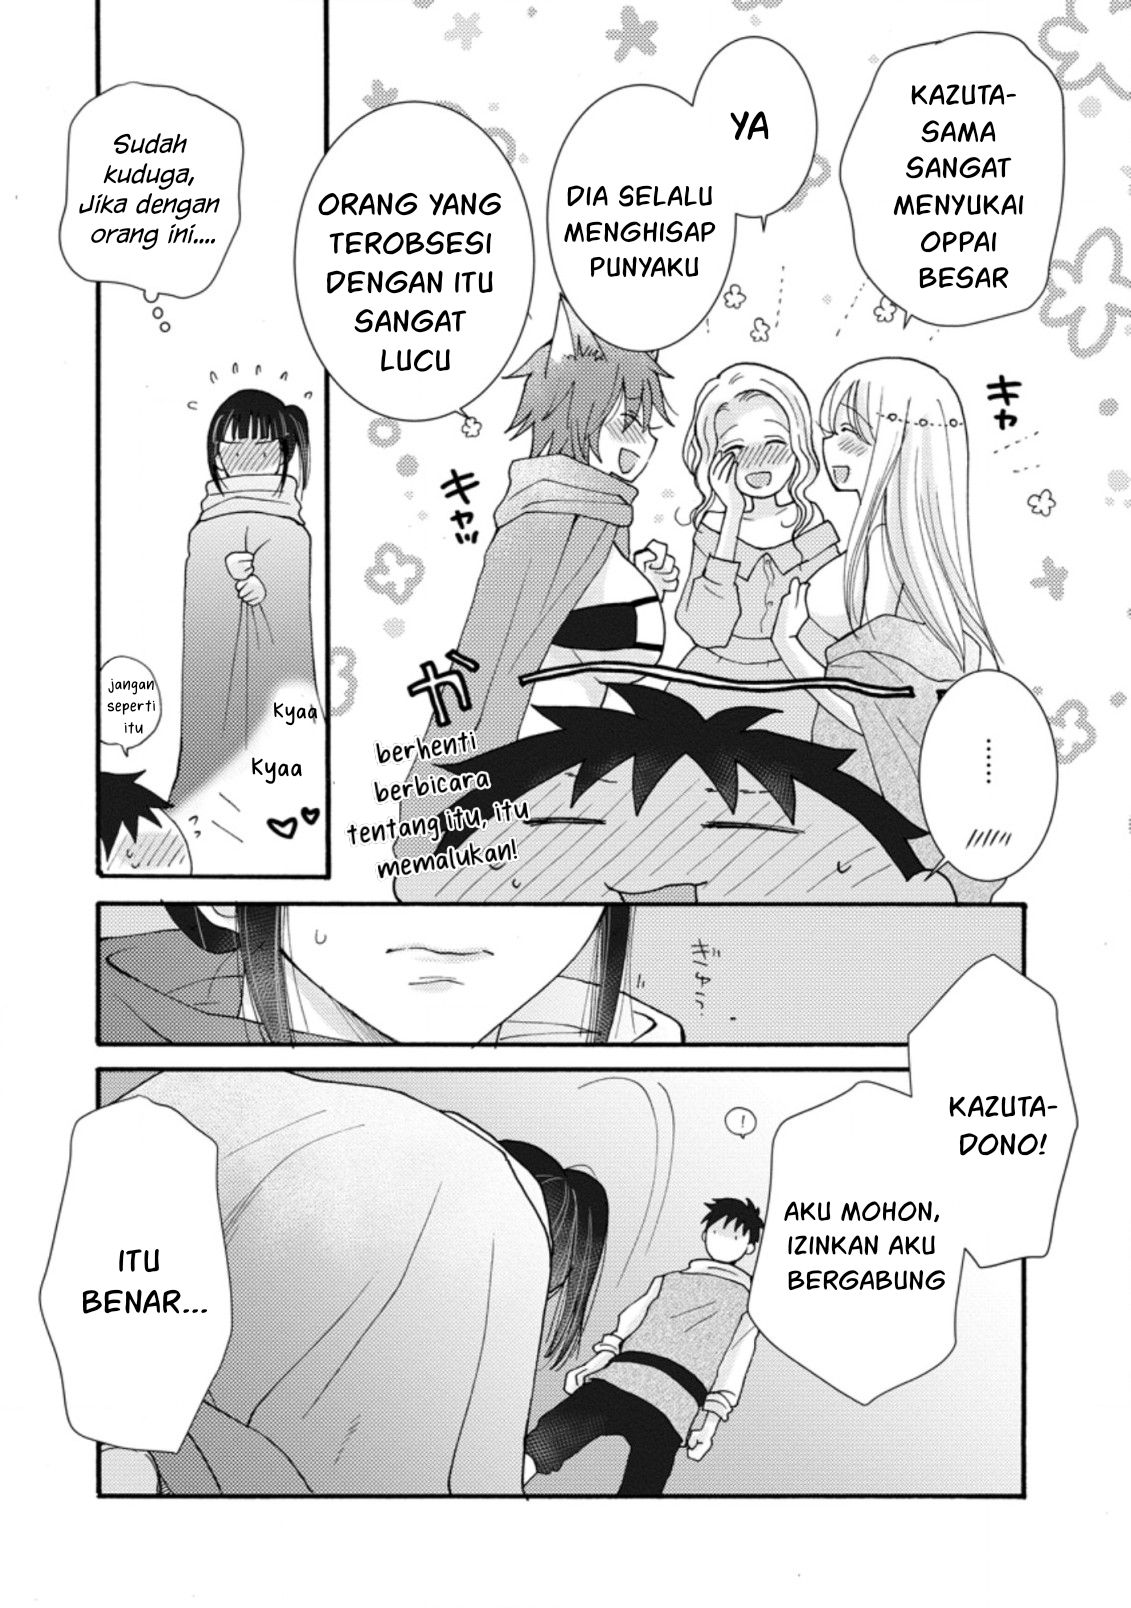 KAZUTA-
SAMA
SANGAT
MENYUKAI
OPPAI
BESAR
YA
DIA SELALU
MENGHISAP
PUNYAKU
ORANG YANG
TEROBSESI
DENGAN ITU
SANGAT
LUCU
キャ
キャッ
か
berhenti
berbicara
tentang itu, itu
memalukan!
.......
Sudah
kuduga,
Jika dengan
orang ini....
jangan
seperti
itu
Kyaa
Kyaa
KAZUTA-
DONO!
AKU MOHON,
IZINKAN AKU
BERGABUNG
!
ITU
BENAR...